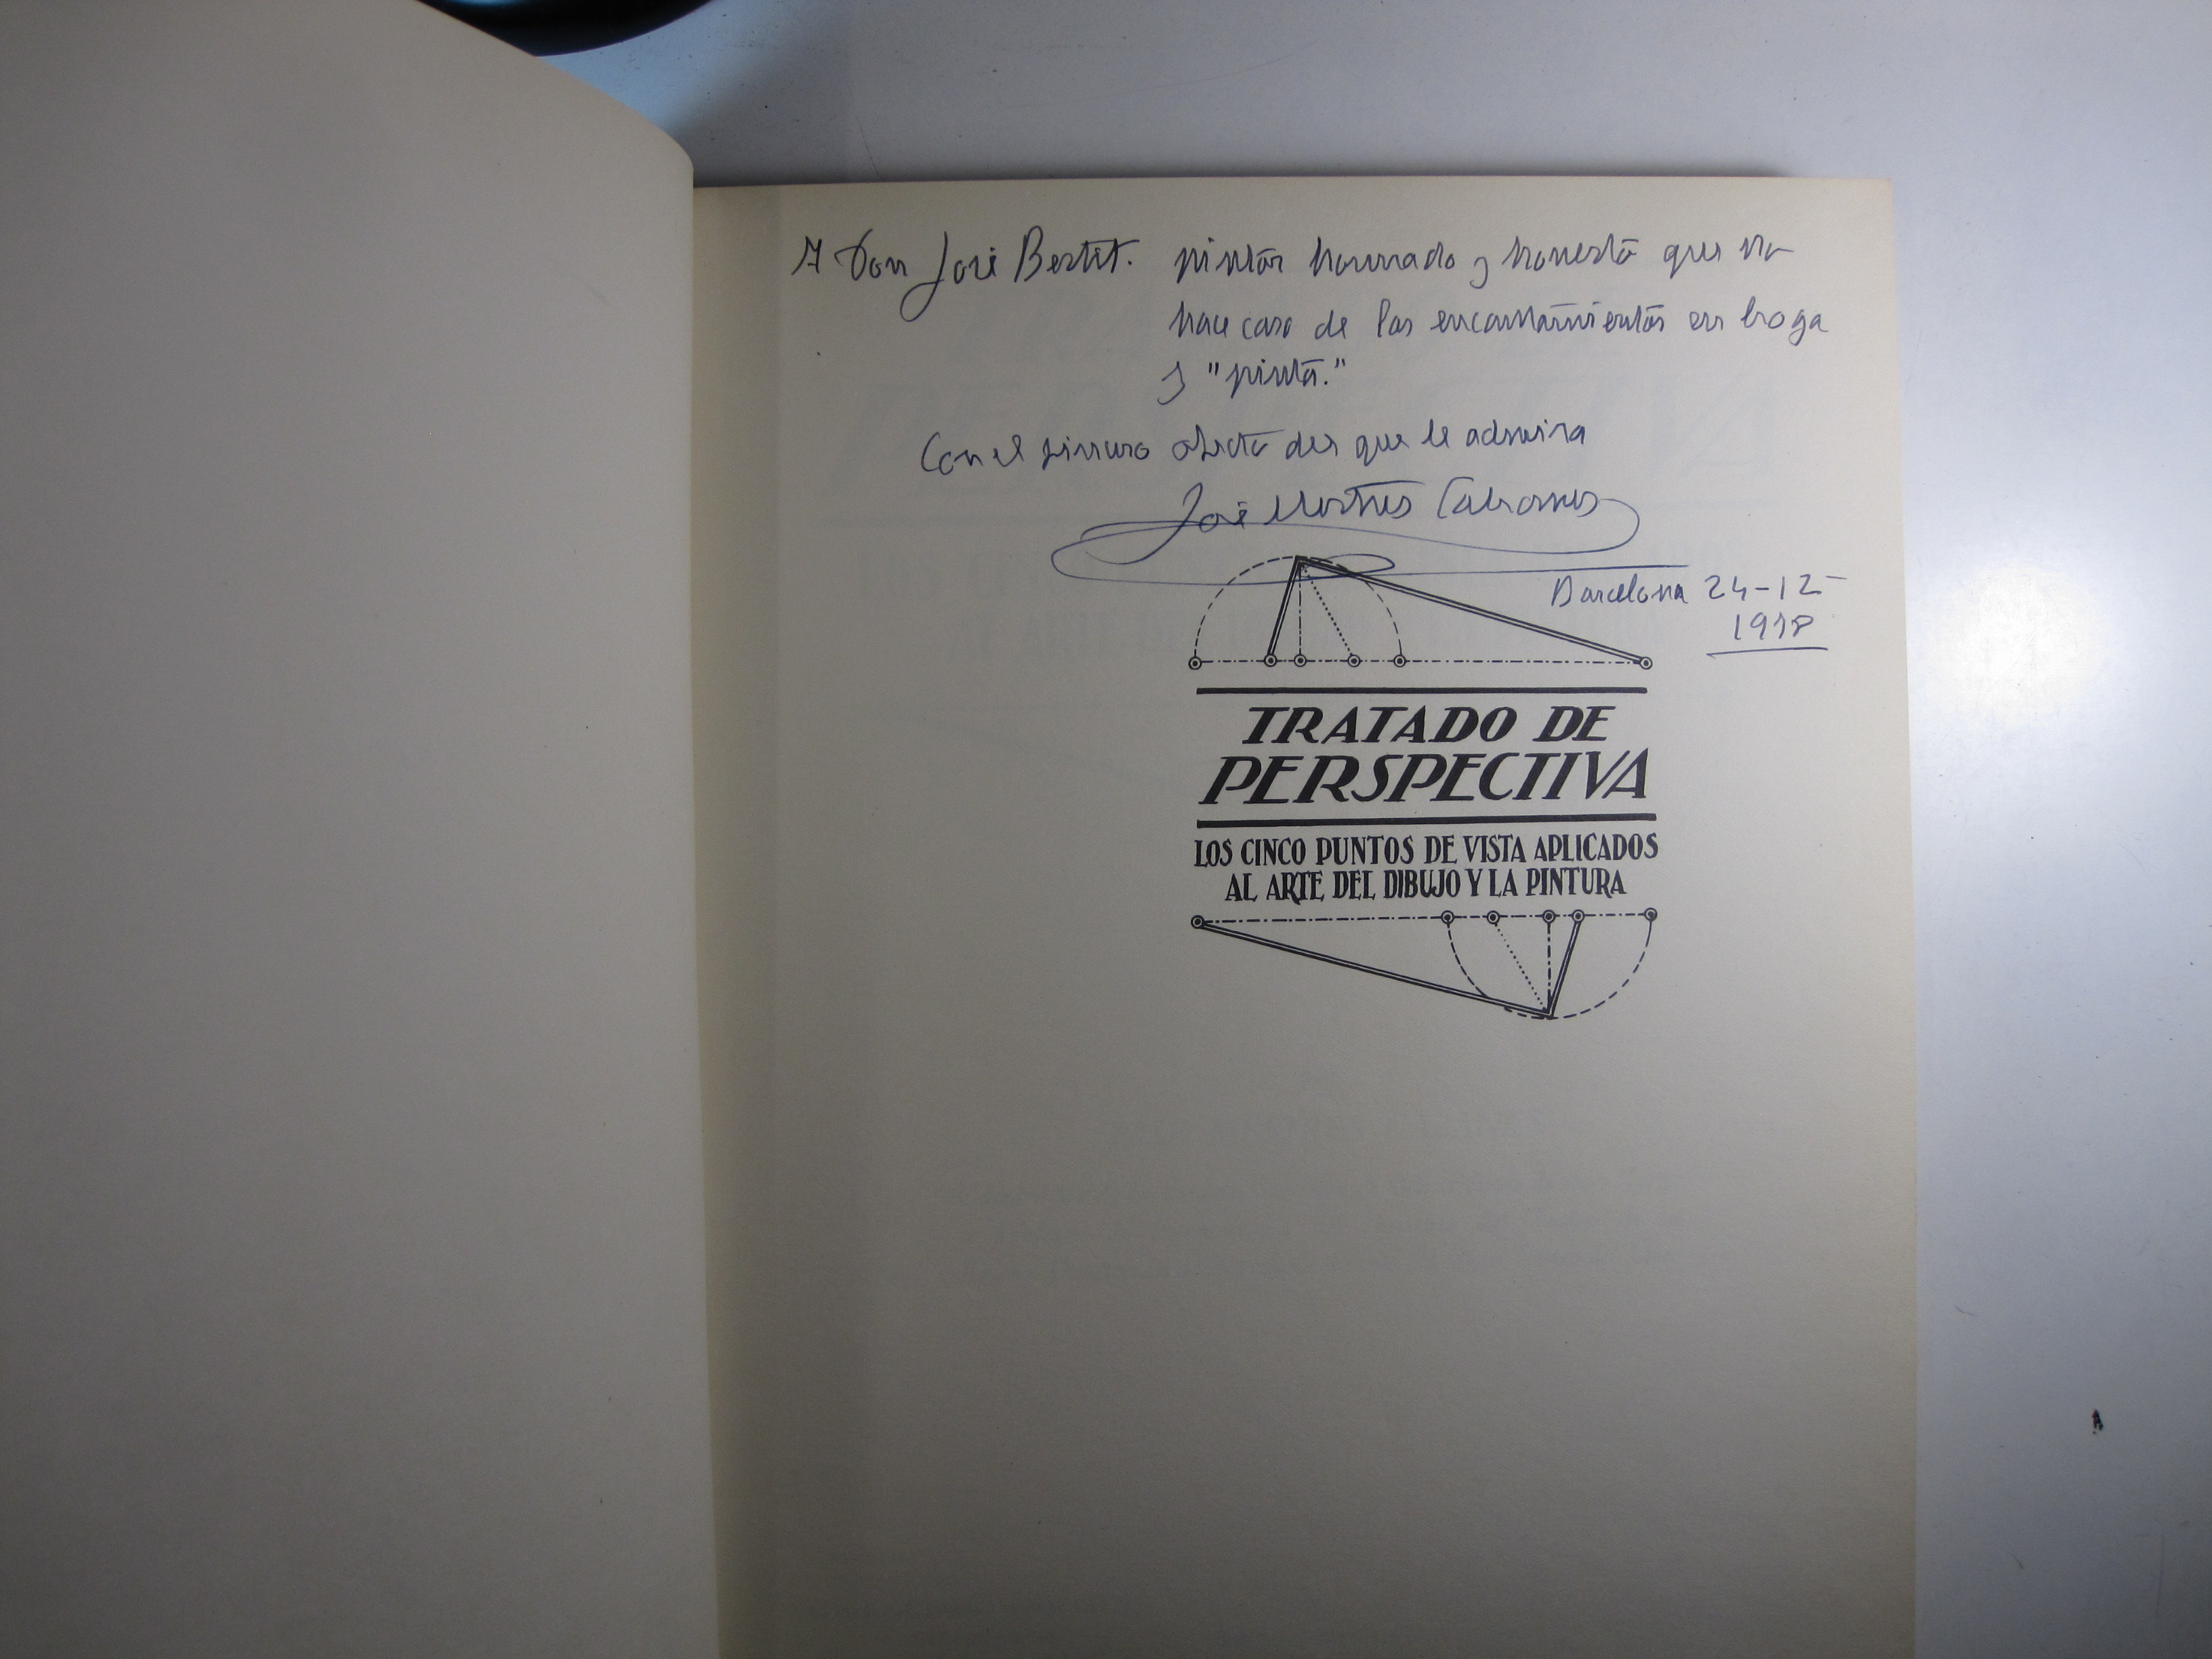 A Don José Bestit. pintor honrado y honesto que no
hace caso de los encantamientos en boga
y "pinta."
Con el sincero afecto del que le admira
José Mestres Cabanes
Barcelona 24-12-
1978
TRATADO DE
PERSPECTIVA
LOS CINCO PUNTOS DE VISTA APLICADOS
AL ARTE DEL DIBUJO Y LA PINTURA